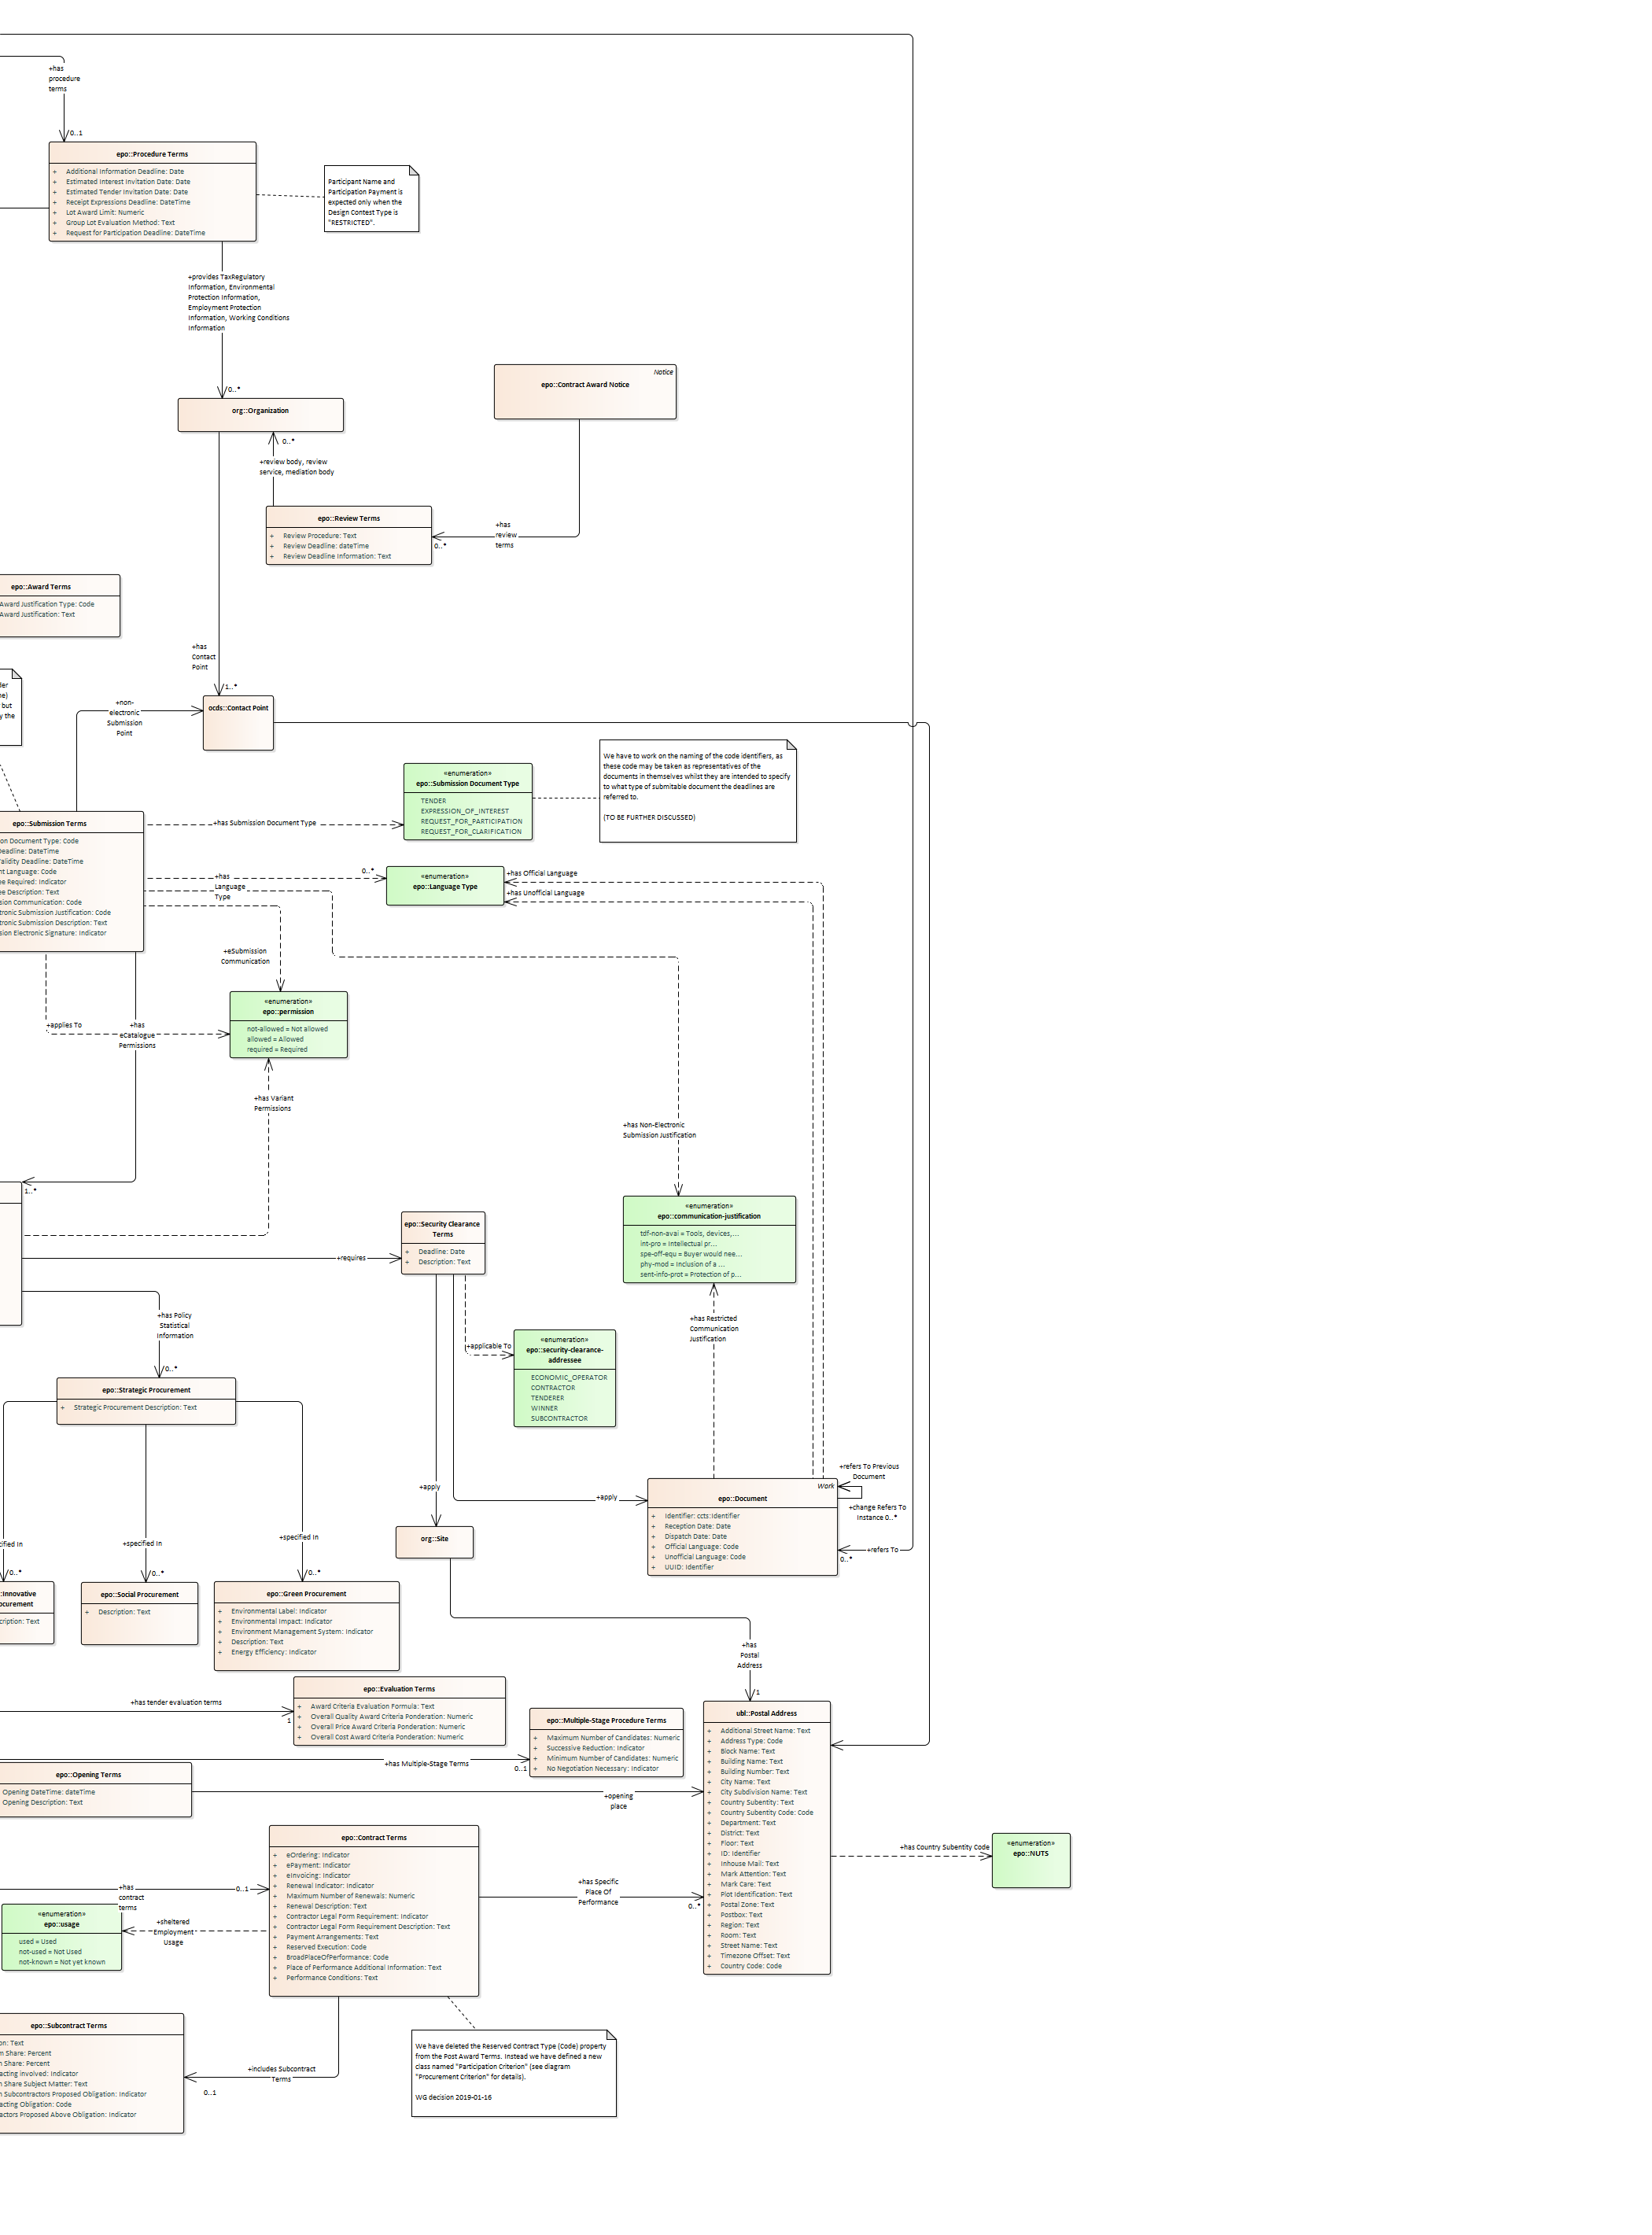 +has
procedure
terms
0..1
epo::Procedure Terms
+ Additional Information Deadline: Date
+ Estimated Interest Invitation Date: Date
+ Estimated Tender Invitation Date: Date
+ Receipt Expressions Deadline: DateTime
+ Lot Award Limit: Numeric
+ Group Lot Evaluation Method: Text
+ Request for Participation Deadline: DateTime
Participant Name and
Participation Payment is
expected only when the
Design Contest Type is
"RESTRICTED".
+provides TaxRegulatory
Information, Environmental
Protection Information,
Employment Protection
Information, Working Conditions
Information
0..*
org::Organization
Notice
epo::Contract Award Notice
0..*
+review body, review
service, mediation body
epo::Review Terms
+ Review Procedure: Text
+ Review Deadline: dateTime
+ Review Deadline Information: Text
+has
review
terms
0..*
epo::Award Terms
Award Justification Type: Code
Award Justification: Text
+has
Contact
Point
1..*
der
ne)
but
y the
+non-
electronic
Submission
Point
ocds::Contact Point
«enumeration»
epo::Submission Document Type
TENDER
EXPRESSION_OF_INTEREST
REQUEST_FOR_PARTICIPATION
REQUEST_FOR_CLARIFICATION
We have to work on the naming of the code identifiers, as
these code may be taken as representatives of the
documents in themselves whilst they are intended to specify
to what type of submitable document the deadlines are
referred to.
(TO BE FURTHER DISCUSSED)
epo::Submission Terms
on Document Type: Code
Deadline: DateTime
alidity Deadline: DateTime
nt Language: Code
ee Required: Indicator
ee Description: Text
sion Communication: Code
tronic Submission Justification: Code
tronic Submission Description: Text
sion Electronic Signature: Indicator
+has Submission Document Type
+has
Language
Type
0..*
«enumeration»
epo::Language Type
+has Official Language
+has Unofficial Language
+eSubmission
Communication
«enumeration»
epo::permission
not-allowed = Not allowed
allowed = Allowed
required = Required
+applies To
+has
eCatalogue
Permissions
+has Variant
Permissions
+has Non-Electronic
Submission Justification
1..*
«enumeration»
epo::communication-justification
tdf-non-avai = Tools, devices,...
int-pro = Intellectual pr...
spe-off-equ = Buyer would nee...
phy-mod = Inclusion of a ...
sent-info-prot = Protection of p...
+requires
epo::Security Clearance
Terms
+ Deadline: Date
+ Description: Text
+has Policy
Statistical
Information
0..*
+has Restricted
Communication
Justification
+applicable To
«enumeration»
epo::security-clearance-
addressee
ECONOMIC_OPERATOR
CONTRACTOR
TENDERER
WINNER
SUBCONTRACTOR
epo::Strategic Procurement
+ Strategic Procurement Description: Text
+refers To Previous
Document
+change Refers To
Instance 0..*
+apply
+apply
Work
epo::Document
+ Identifier: ccts:Identifier
+ Reception Date: Date
+ Dispatch Date: Date
+ Official Language: Code
+ Unofficial Language: Code
+ UUID: Identifier
+refers To
0..*
org::Site
ified In
+specified In
+specified In
0..*
0..*
0..*
:Innovative
ocurement
cription: Text
epo::Social Procurement
+ Description: Text
epo::Green Procurement
+ Environmental Label: Indicator
+ Environmental Impact: Indicator
+ Environment Management System: Indicator
+ Description: Text
+ Energy Efficiency: Indicator
+has
Postal
Address
1
+has tender evaluation terms
1
epo::Evaluation Terms
+ Award Criteria Evaluation Formula: Text
+ Overall Quality Award Criteria Ponderation: Numeric
+ Overall Price Award Criteria Ponderation: Numeric
+ Overall Cost Award Criteria Ponderation: Numeric
+has Multiple-Stage Terms
0..1
epo::Multiple-Stage Procedure Terms
+ Maximum Number of Candidates: Numeric
+ Successive Reduction: Indicator
+ Minimum Number of Candidates: Numeric
+ No Negotiation Necessary: Indicator
ubl::Postal Address
+ Additional Street Name: Text
+ Address Type: Code
+ Block Name: Text
+ Building Name: Text
+ Building Number: Text
+ City Name: Text
+ City Subdivision Name: Text
+ Country Subentity: Text
+ Country Subentity Code: Code
+ Department: Text
+ District: Text
+ Floor: Text
+ ID: Identifier
+ Inhouse Mail: Text
+ Mark Attention: Text
+ Mark Care: Text
+ Plot Identification: Text
+ Postal Zone: Text
+ Postbox: Text
+ Region: Text
+ Room: Text
+ Street Name: Text
+ Timezone Offset: Text
+ Country Code: Code
epo::Opening Terms
Opening DateTime: dateTime
Opening Description: Text
+opening
place
+has Country Subentity Code
«enumeration»
epo::NUTS
epo::Contract Terms
+ eOrdering: Indicator
+ ePayment: Indicator
+ eInvoicing: Indicator
+ Renewal Indicator: Indicator
+ Maximum Number of Renewals: Numeric
+ Renewal Description: Text
+ Contractor Legal Form Requirement: Indicator
+ Contractor Legal Form Requirement Description: Text
+ Payment Arrangements: Text
+ Reserved Execution: Code
+ BroadPlaceOfPerformance: Code
+ Place of Performance Additional Information: Text
+ Performance Conditions: Text
+has
contract
terms
0..1
+has Specific
Place Of
Performance
0..*
«enumeration»
epo::usage
used = Used
not-used = Not Used
not-known = Not yet known
+sheltered
Employment
Usage
epo::Subcontract Terms
on: Text
m Share: Percent
n Share: Percent
acting involved: Indicator
n Share Subject Matter: Text
n Subcontractors Proposed Obligation: Indicator
acting Obligation: Code
actors Proposed Above Obligation: Indicator
+includes Subcontract
Terms
0..1
We have deleted the Reserved Contract Type (Code) property
from the Post Award Terms. Instead we have defined a new
class named "Participation Criterion" (see diagram
"Procurement Criterion" for details).
WG decision 2019-01-16